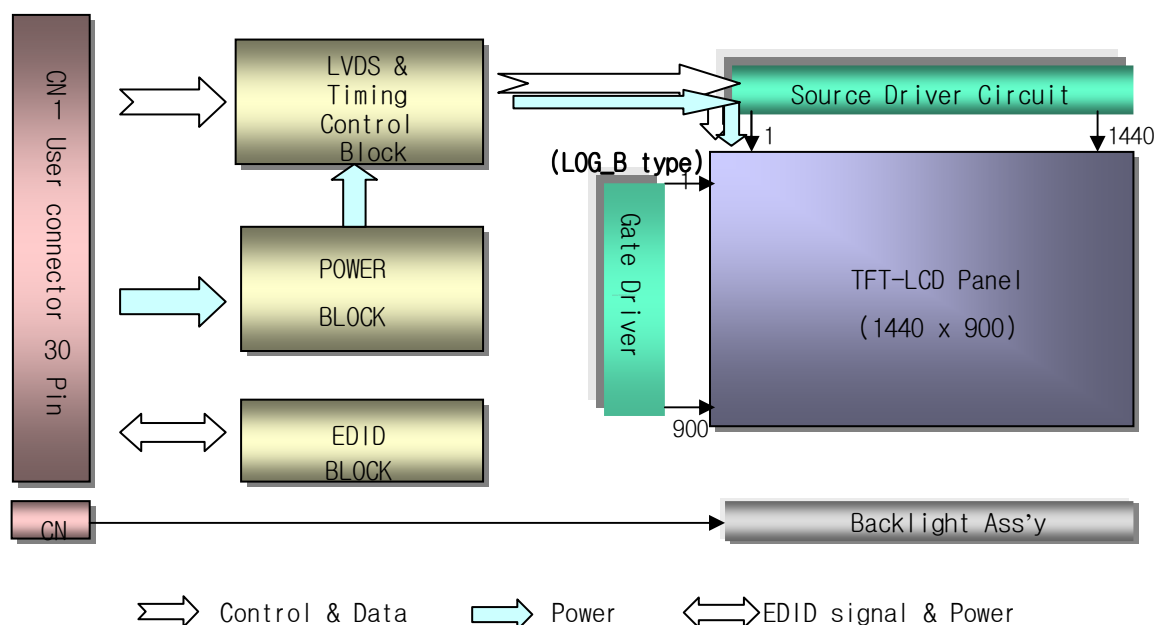 CN-1 User connector 30 Pin
LVDS &
Timing
Control
Block
Source Driver Circuit
1
1440
(LOG_B type)
1
Gate Driver
900
TFT-LCD Panel
(1440 x 900)
POWER
BLOCK
EDID
BLOCK
CN
Backlight Ass’y
Control & Data
Power
EDID signal & Power